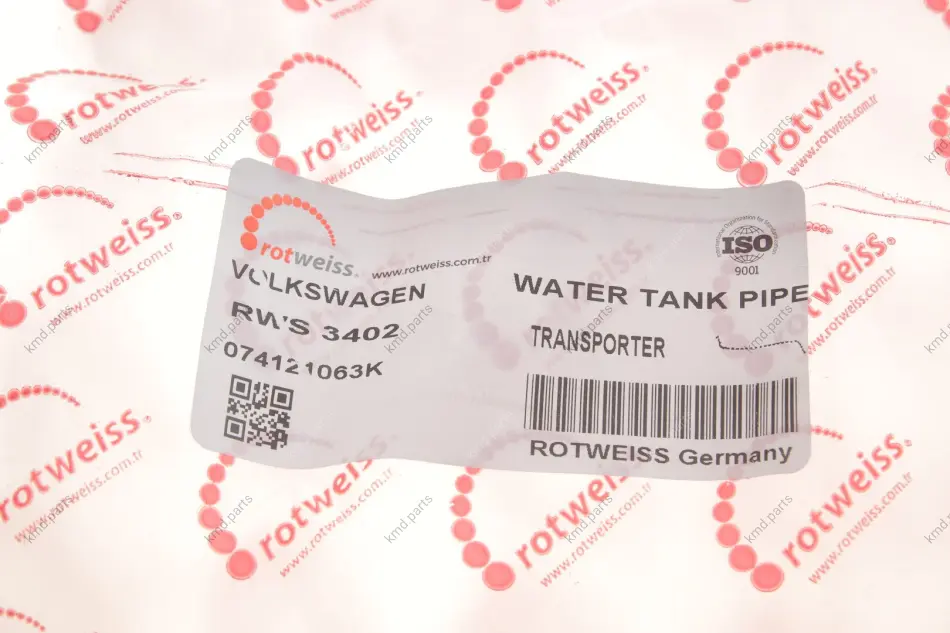 rotweiss.
www.rotweiss.com.tr
VOLKSWAGEN
RWS 3402
074121063K
ISO
9001
WATER TANK PIPE
TRANSPORTER
ROTWEISS Germany
rotweiss.
www.rotweiss.com.tr
kmd.parts